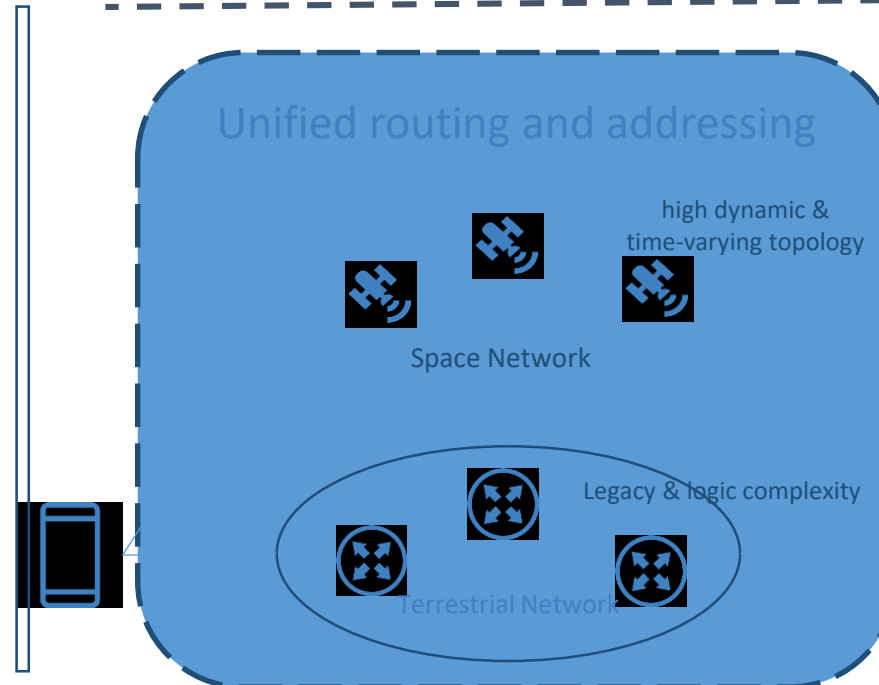 Unified routing and addressing
high dynamic &
time-varying topology
Space Network
Legacy & logic complexity
Terrestrial Network